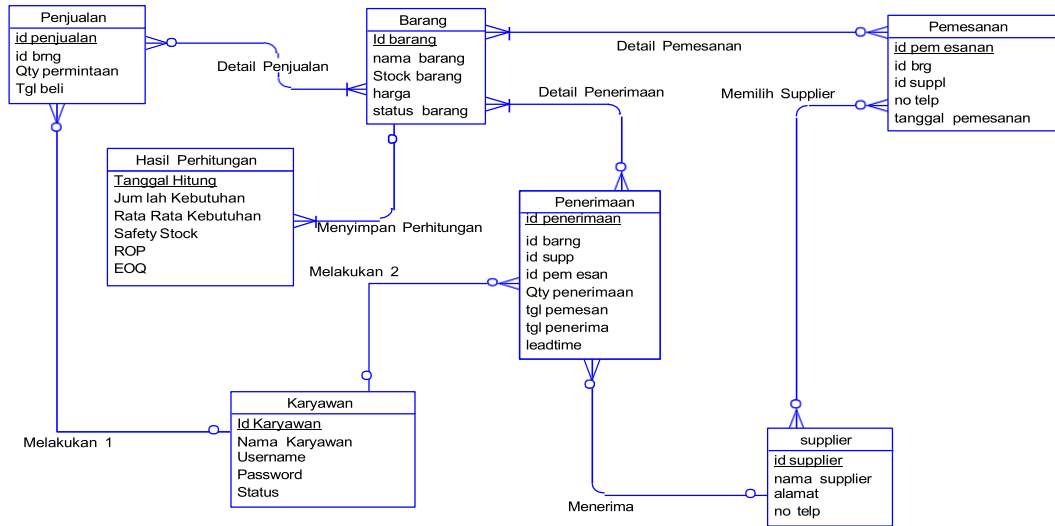 Penjualan
id penjualan
id brng
Qty permintaan
Tgl beli
Detail Penjualan
Barang
Id barang
nama barang
Stock barang
harga
status barang
Detail Pemesanan
Pemesanan
id pem esanan
id brg
id suppl
no telp
tanggal pemesanan
Detail Penerimaan
Memilih Supplier
Hasil Perhitungan
Tanggal Hitung
Jum lah Kebutuhan
Rata Rata Kebutuhan
Safety Stock
ROP
EOQ
Menyimpan Perhitungan
Penerimaan
id penerimaan
id barng
id supp
id pem esan
Qty penerimaan
tgl pemesan
tgl penerima
leadtime
Melakukan 2
Karyawan
Id Karyawan
Nama Karyawan
Username
Password
Status
Melakukan 1
supplier
id supplier
nama supplier
alamat
no telp
Menerima